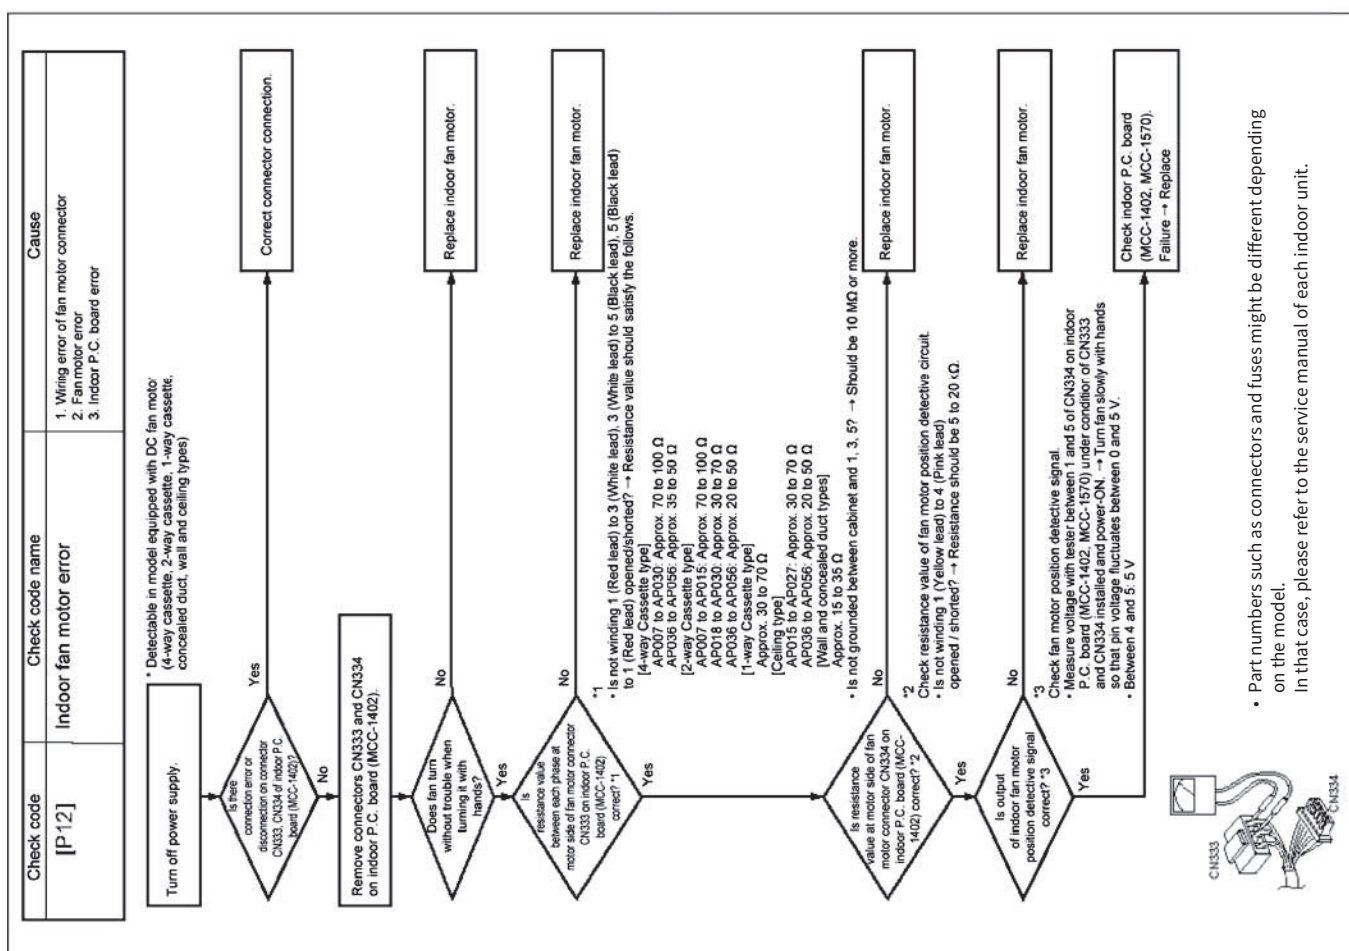 Check code
Check code name
Cause
[P12]
Indoor fan motor error
1. Wiring error of fan motor connector
2. Fan motor error
3. Indoor P.C. board error
Turn off power supply.
* Detectable in model equipped with DC fan motor
(4-way cassette, 2-way cassette, 1-way cassette,
concealed duct, wall and ceiling types)
Is there
connection error or
disconnection on connector
CN333, CN334 of indoor P.C.
board (MCC-1402)?
Yes
Correct connector connection.
No
Remove connectors CN333 and CN334
on indoor P.C. board (MCC-1402).
Does fan turn
without trouble when
turning it with
hands?
No
Replace indoor fan motor.
Yes
Is
resistance value
between each phase at
motor side of fan motor connector
CN333 on indoor P.C.
board (MCC-1402)
correct? *1
No
Replace indoor fan motor.
Yes
*1
• Is not winding 1 (Red lead) to 3 (White lead), 3 (White lead) to 5 (Black lead), 5 (Black lead)
to 1 (Red lead) opened/shorted? → Resistance value should satisfy the follows.
[4-way Cassette type]
AP007 to AP030: Approx. 70 to 100 Ω
AP036 to AP056: Approx. 35 to 50 Ω
[2-way Cassette type]
AP007 to AP015: Approx. 70 to 100 Ω
AP018 to AP030: Approx. 30 to 70 Ω
AP036 to AP056: Approx. 20 to 50 Ω
[1-way Cassette type]
Approx. 30 to 70 Ω
[Ceiling type]
AP015 to AP027: Approx. 30 to 70 Ω
AP036 to AP056: Approx. 20 to 50 Ω
[Wall and concealed duct types]
Approx. 15 to 35 Ω
• Is not grounded between cabinet and 1, 3, 5? → Should be 10 MΩ or more.
Is resistance
value at motor side of fan
motor connector CN334 on
indoor P.C. board (MCC-
1402) correct? *2
No
Replace indoor fan motor.
Yes
*2
Check resistance value of fan motor position detective circuit.
• Is not winding 1 (Yellow lead) to 4 (Pink lead)
opened / shorted? → Resistance should be 5 to 20 kΩ.
Is output
of indoor fan motor
position detective signal
correct? *3
No
Replace indoor fan motor.
Yes
*3
Check fan motor position detective signal.
• Measure voltage with tester between 1 and 5 of CN334 on indoor
P.C. board (MCC-1402, MCC-1570) under condition of CN333
and CN334 installed and power-ON. → Turn fan slowly with hands
so that pin voltage fluctuates between 0 and 5 V.
• Between 4 and 5: 5 V
Check indoor P.C. board
(MCC-1402, MCC-1570).
Failure → Replace
CN333
CN334
• Part numbers such as connectors and fuses might be different depending
on the model.
In that case, please refer to the service manual of each indoor unit.